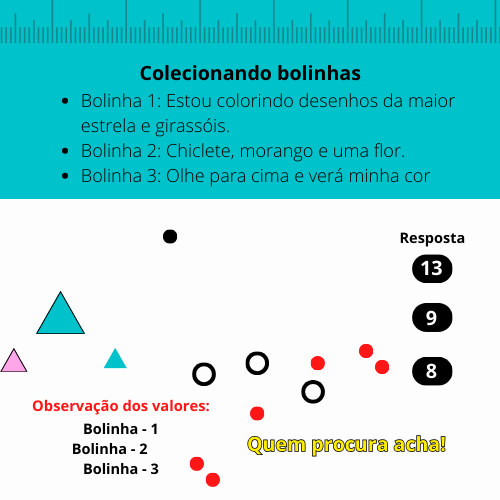 Colecionando bolinhas
• Bolinha 1: Estou colorindo desenhos da maior
estrela e girassóis.
• Bolinha 2: Chiclete, morango e uma flor.
• Bolinha 3: Olhe para cima e verá minha cor
Resposta
13
9
8
Observação dos valores:
Bolinha - 1
Bolinha - 2
Bolinha - 3
Quem procura acha!